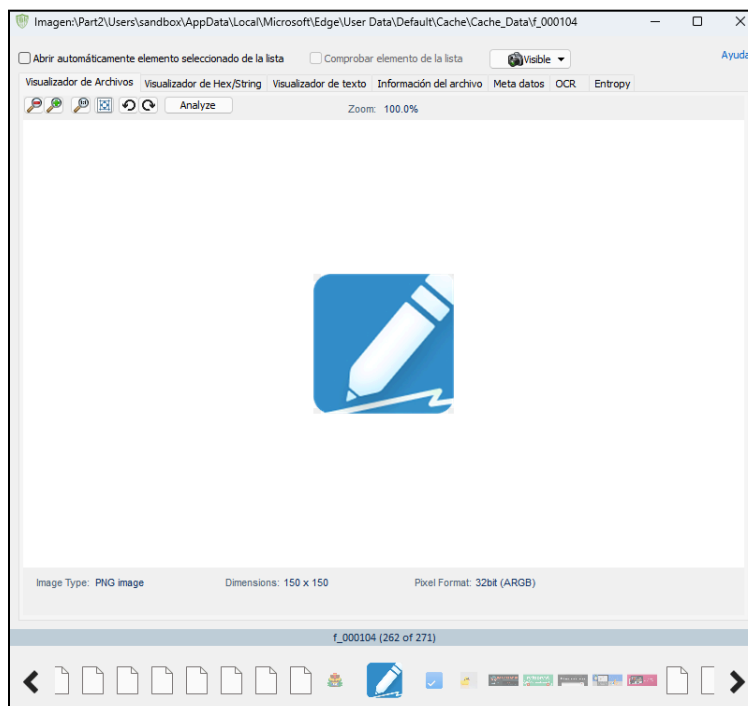 Imagen:\Part2\Users\sandbox\AppData\Local\Microsoft\Edge\User Data\Default\Cache\Cache_Data\f_000104
Abrir automáticamente elemento seleccionado de la lista
Comprobar elemento de la lista
Visible
Ayuda
Visualizador de Archivos
Visualizador de Hex/String
Visualizador de texto
Información del archivo
Meta datos
OCR
Entropy
Analyze
Zoom: 100.0%
Image Type: PNG image
Dimensions: 150 x 150
Pixel Format: 32bit (ARGB)
f_000104 (262 of 271)